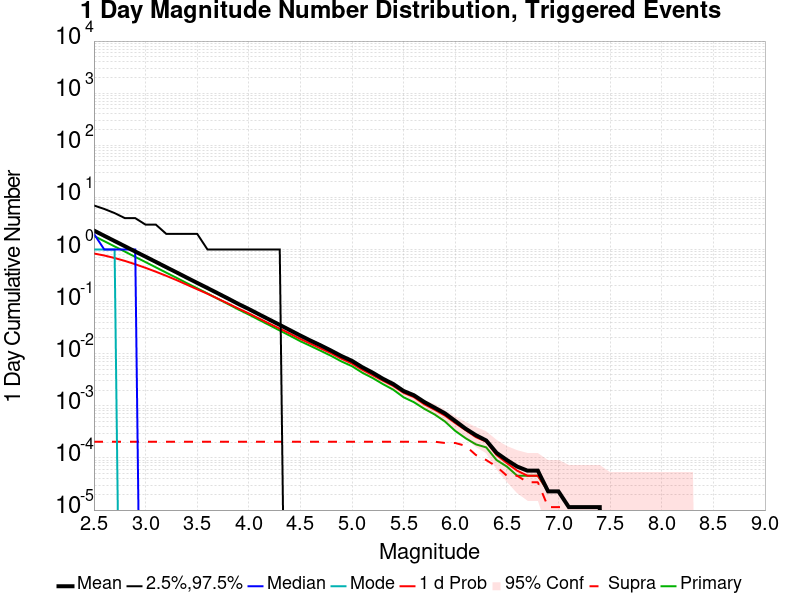 1 Day Magnitude Number Distribution, Triggered Events
10^4
10^3
10^2
10^1
10^0
10^-1
10^-2
10^-3
10^-4
10^-5
1 Day Cumulative Number
2.5 3.0 3.5 4.0 4.5 5.0 5.5 6.0 6.5 7.0 7.5 8.0 8.5 9.0
Magnitude
Mean 2.5%,97.5% Median Mode 1 d Prob 95% Conf Supra Primary